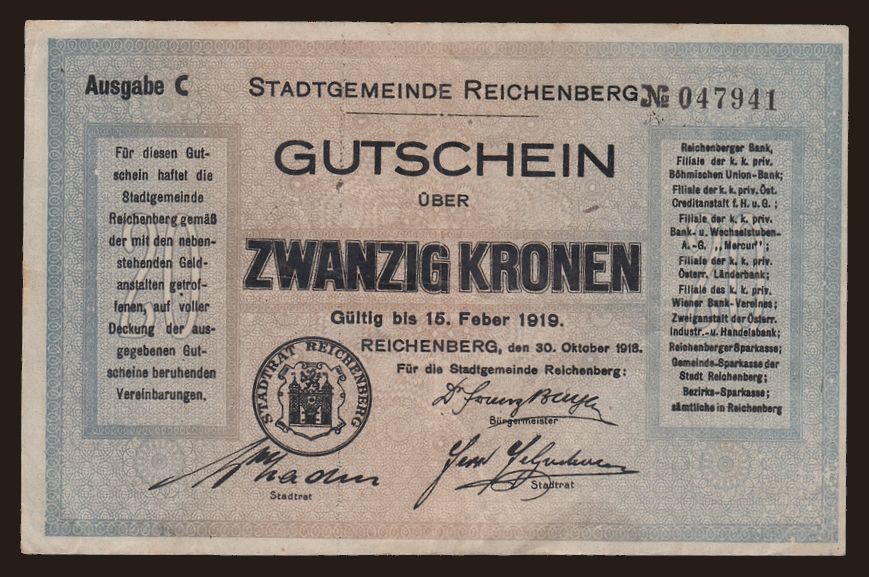 Ausgabe C
STADTGEMEINDE REICHENBERG
№ 047941
GUTSCHEIN
ÜBER
ZWANZIG KRONEN
Gültig bis 15. Feber 1919.
REICHENBERG, den 30. Oktober 1918.
Für die Stadtgemeinde Reichenberg:
Bürgermeister
Stadtrat
Stadtrat
STADTRAT REICHENBERG
Für diesen Gut-
schein haftet die
Stadtgemeinde
Reichenberg gemäß
der mit den neben-
stehenden Geld-
anstalten getrof-
fenen, auf voller
Deckung der aus-
gegebenen Gut-
scheine beruhenden
Vereinbarungen.
20
Reichenberger Bank,
Filiale der k. k. priv.
Böhmischen Union-Bank;
Filiale der k. k. priv. Öst.
Creditanstalt f. H. u. G. ;
Filiale der k. k. priv.
Bank- u. Wechselstuben-
A.-G. „Mercur";
Filiale der k. k. priv.
Österr. Länderbank;
Filiale des k. k. priv.
Wiener Bank-Vereines;
Zweiganstalt der Österr.
Industr.- u. Handelsbank;
Reichenberger Sparkasse;
Gemeinde-Sparkasse der
Stadt Reichenberg;
Bezirks-Sparkasse;
sämtliche in Reichenberg